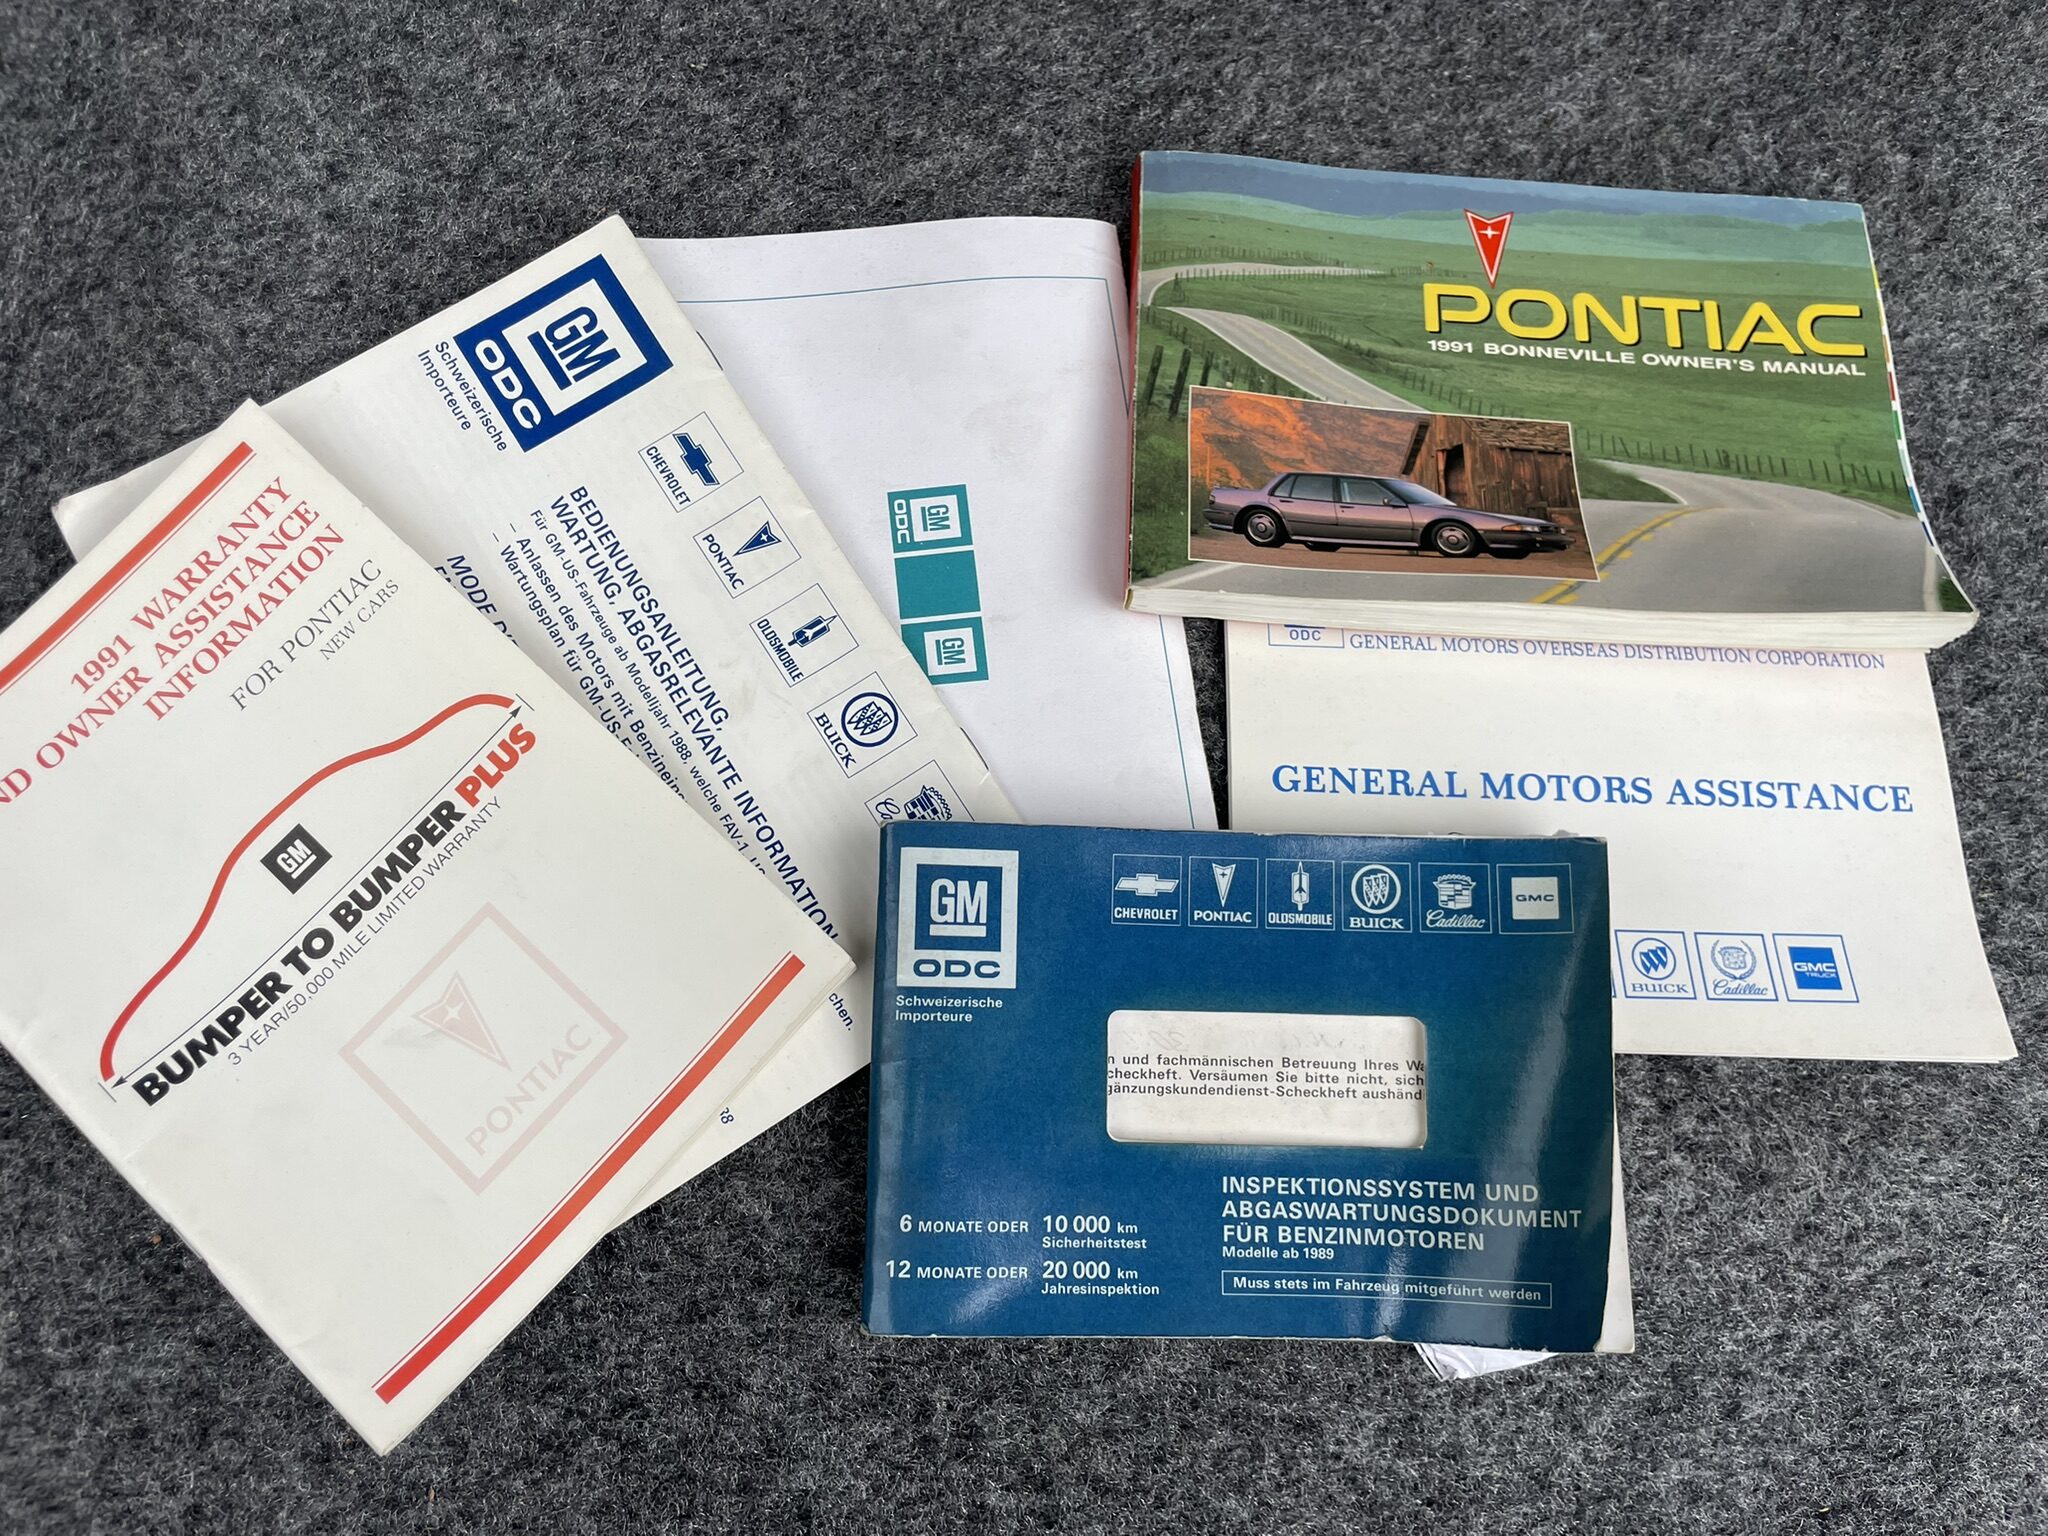 1991 WARRANTY
ND OWNER ASSISTANCE
INFORMATION
FOR PONTIAC
NEW CARS
GM
BUMPER TO BUMPER PLUS
3 YEAR/50,000 MILE LIMITED WARRANTY
PONTIAC
GM
ODC
Schweizerische
Importeure
CHEVROLET
PONTIAC
OLDSMOBILE
BUICK
BEDIENUNGSANLEITUNG,
WARTUNG, ABGASRELEVANTE INFORMATION
Für GM-US-Fahrzeuge ab Modelljahr 1988, welche FAV-1
– Anlassen des Motors mit Benzinein
– Wartungsplan für GM-US-F
MODE D
chen.
88
GM
ODC
GM
PONTIAC
1991 BONNEVILLE OWNER'S MANUAL
ODC
GENERAL MOTORS OVERSEAS DISTRIBUTION CORPORATION
GENERAL MOTORS ASSISTANCE
BUICK
Cadillac
GMC
TRUCK
GM
ODC
Schweizerische
Importeure
CHEVROLET
PONTIAC
OLDSMOBILE
BUICK
Cadillac
GMC
n und fachmännischen Betreuung Ihres Wa
checkheft. Versäumen Sie bitte nicht, sich
gänzungskundendienst-Scheckheft aushänd
6 MONATE ODER 10 000 km
Sicherheitstest
12 MONATE ODER 20 000 km
Jahresinspektion
INSPEKTIONSSYSTEM UND
ABGASWARTUNGSDOKUMENT
FÜR BENZINMOTOREN
Modelle ab 1989
Muss stets im Fahrzeug mitgeführt werden